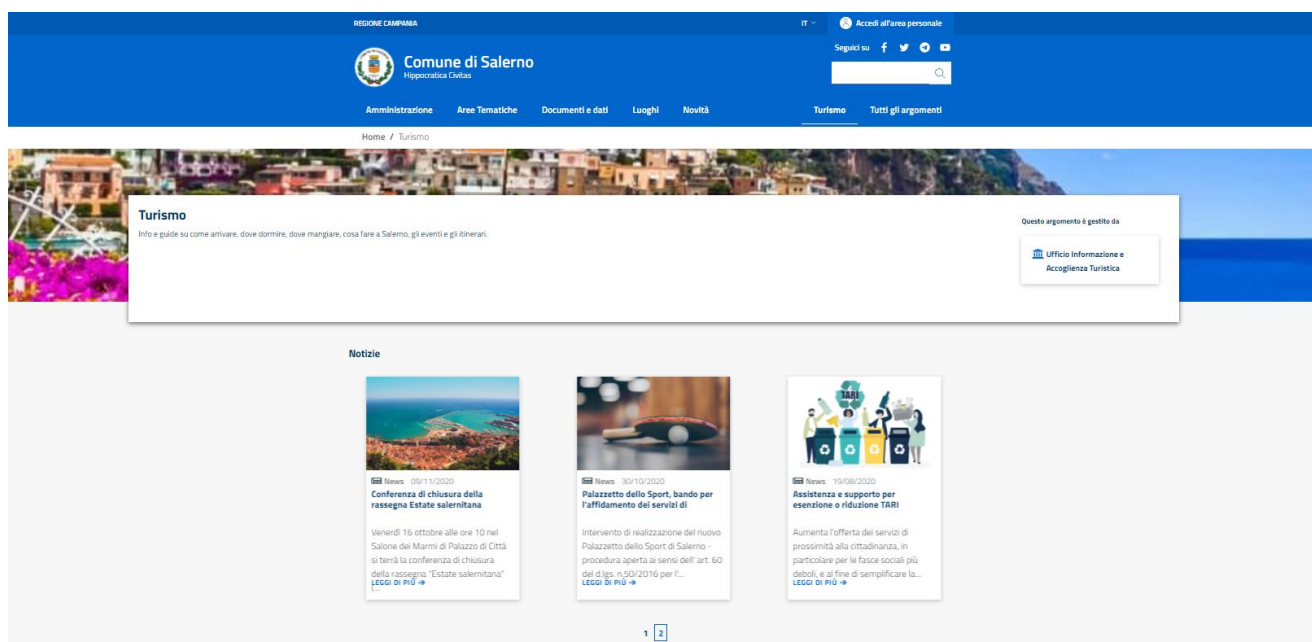 REGIONE CAMPANIA
IT
Accedi all'area personale
Comune di Salerno
Hippocratica Civitas
Seguici su
Amministrazione
Aree Tematiche
Documenti e dati
Luoghi
Novità
Turismo
Tutti gli argomenti
Home / Turismo
Turismo
Info e guide su come arrivare, dove dormire, dove mangiare, cosa fare a Salerno, gli eventi e gli itinerari.
Questo argomento è gestito da
Ufficio Informazione e
Accoglienza Turistica
Notizie
News 09/11/2020
Conferenza di chiusura della
rassegna Estate salernitana
Venerdì 16 ottobre alle ore 10 nel
Salone dei Marmi di Palazzo di Città
si terrà la conferenza di chiusura
della rassegna "Estate salernitana"
(...
LEGGI DI PIÙ →
News 30/10/2020
Palazzetto dello Sport, bando per
l'affidamento dei servizi di
Intervento di realizzazione del nuovo
Palazzetto dello Sport di Salerno -
procedura aperta ai sensi dell' art. 60
del d.lgs. n.50/2016 per l'...
LEGGI DI PIÙ →
TARI
News 19/08/2020
Assistenza e supporto per
esenzione o riduzione TARI
Aumenta l'offerta dei servizi di
prossimità alla cittadinanza, in
particolare per le fasce sociali più
deboli, e al fine di semplificare la...
LEGGI DI PIÙ →
1 2